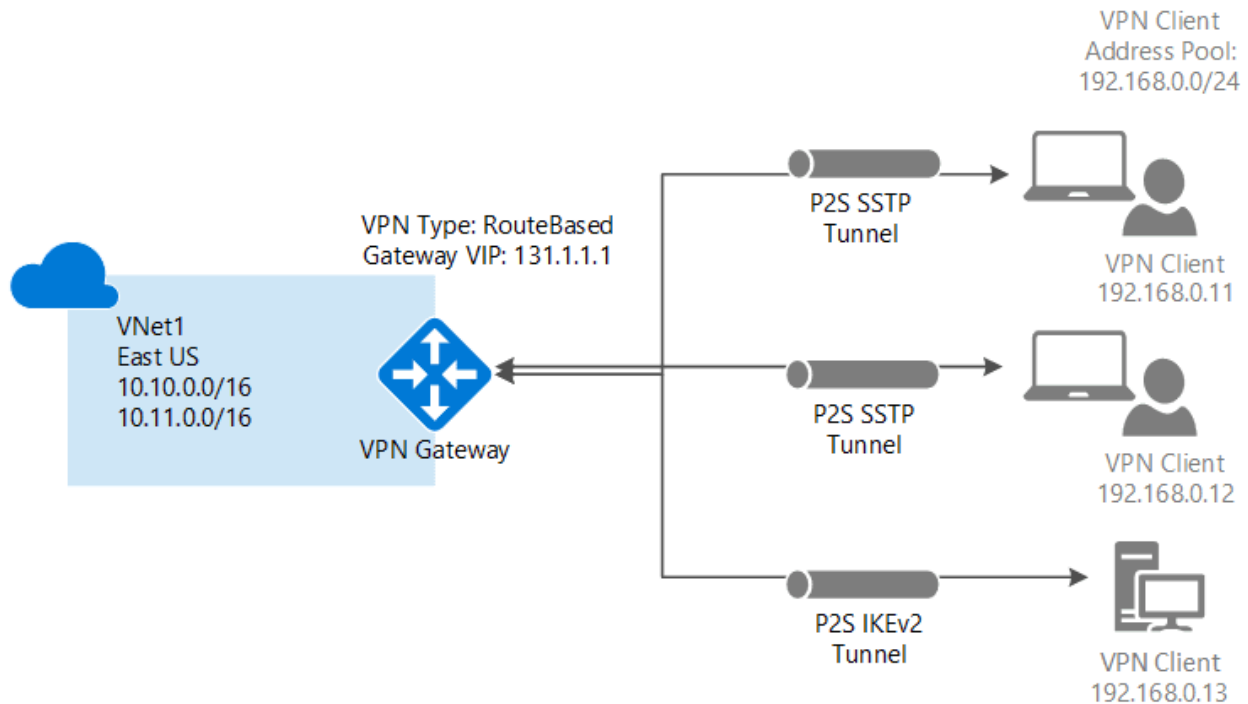 VPN Client
Address Pool:
192.168.0.0/24
P2S SSTP
Tunnel
VPN Type: RouteBased
Gateway VIP: 131.1.1.1
VPN Client
192.168.0.11
VNet1
East US
10.10.0.0/16
10.11.0.0/16
VPN Gateway
P2S SSTP
Tunnel
VPN Client
192.168.0.12
P2S IKEv2
Tunnel
VPN Client
192.168.0.13